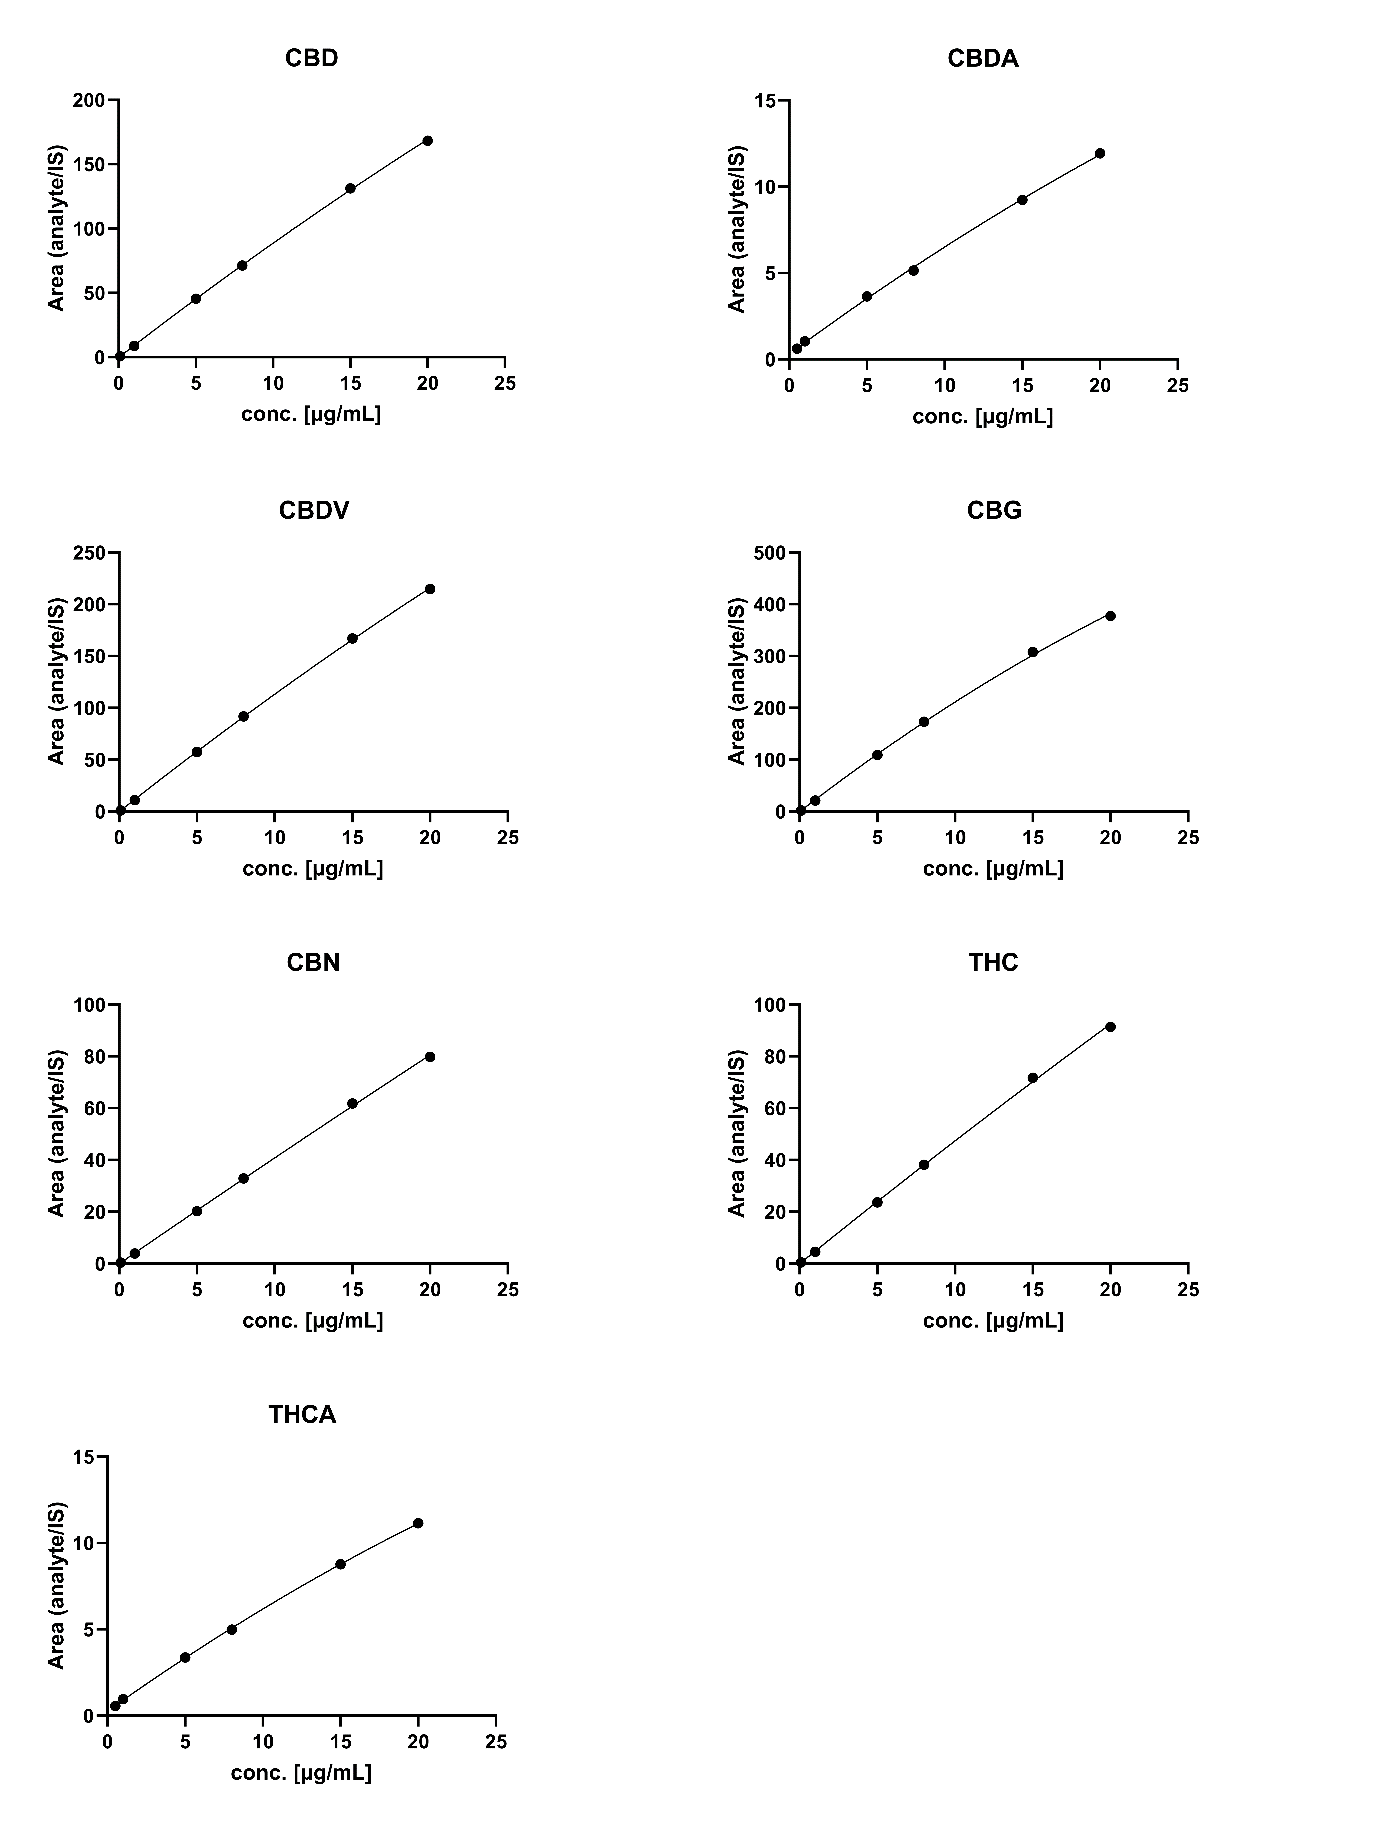 CBD
200
150
100
50
0
Area (analyte/IS)
0 5 10 15 20 25
conc. [µg/mL]
CBDA
15
10
5
0
Area (analyte/IS)
0 5 10 15 20 25
conc. [µg/mL]
CBDV
250
200
150
100
50
0
Area (analyte/IS)
0 5 10 15 20 25
conc. [µg/mL]
CBG
500
400
300
200
100
0
Area (analyte/IS)
0 5 10 15 20 25
conc. [µg/mL]
CBN
100
80
60
40
20
0
Area (analyte/IS)
0 5 10 15 20 25
conc. [µg/mL]
THC
100
80
60
40
20
0
Area (analyte/IS)
0 5 10 15 20 25
conc. [µg/mL]
THCA
15
10
5
0
Area (analyte/IS)
0 5 10 15 20 25
conc. [µg/mL]